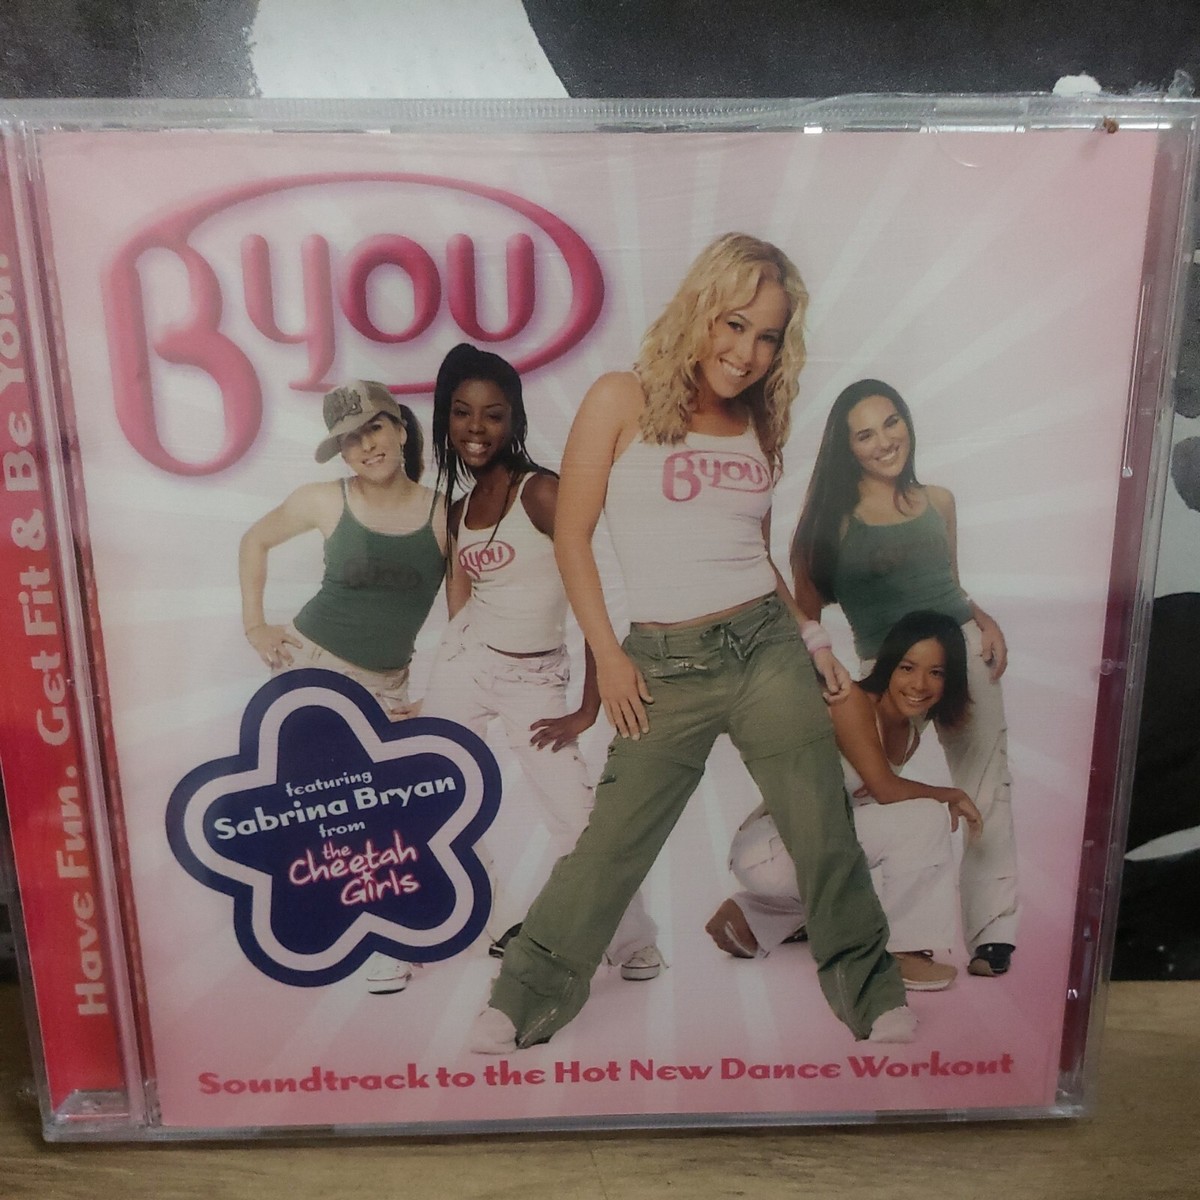 Have Fun. Get Fit & Be You.
Byou
Byou
you
Byou
featuring
Sabrina Bryan
from
the
Cheetah
Girls
Soundtrack to the Hot New Dance Workout